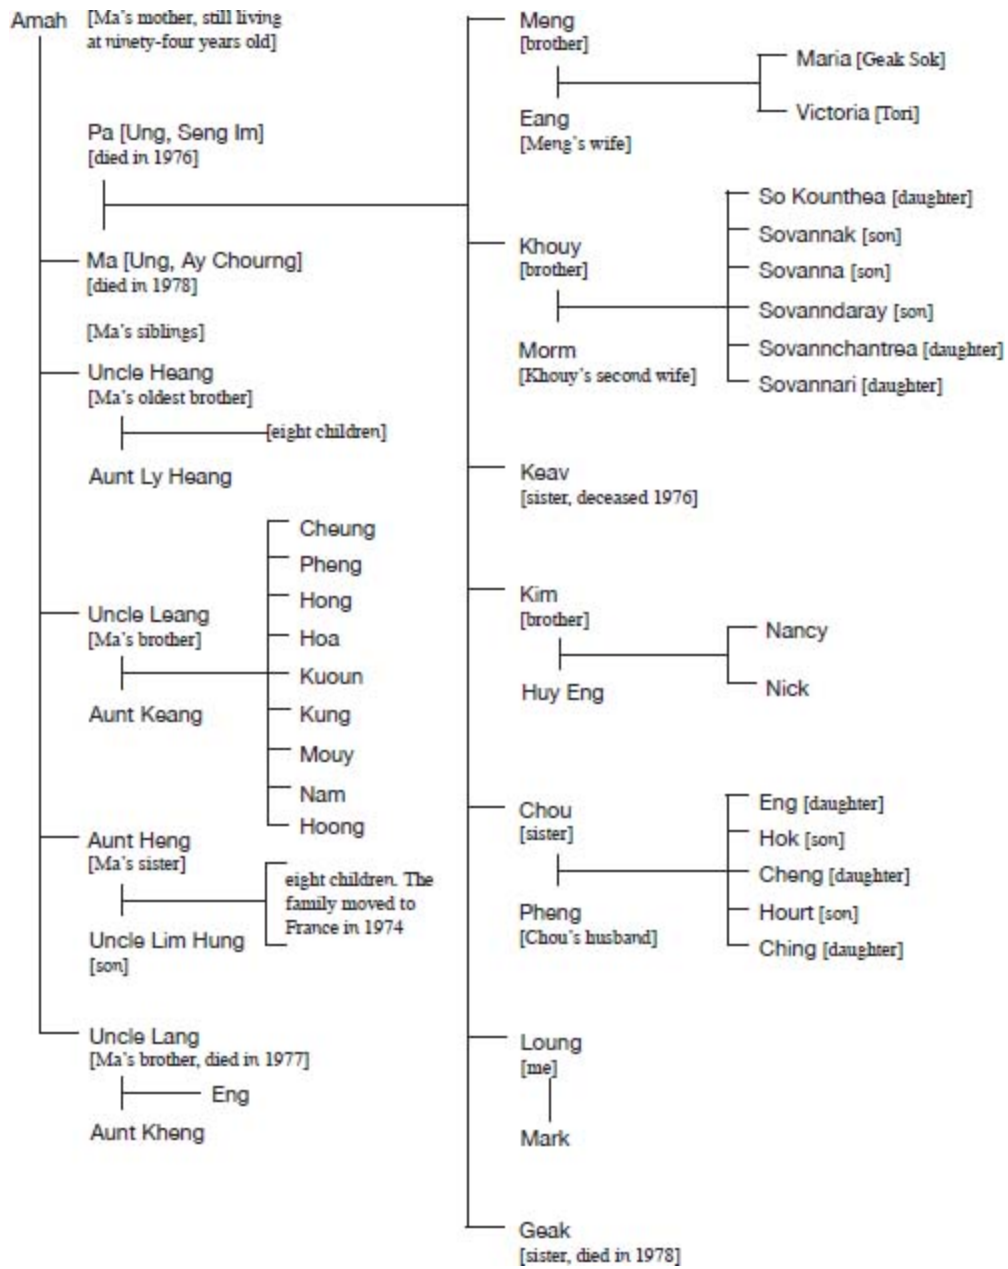 Amah
[Ma's mother, still living
at ninety-four years old]
Pa [Ung, Seng Im]
[died in 1976]
Ma [Ung, Ay Chourng]
[died in 1978]
[Ma's siblings]
Uncle Heang
[Ma's oldest brother]
[eight children]
Aunt Ly Heang
Uncle Leang
[Ma's brother]
Aunt Keang
Cheung
Pheng
Hong
Hoa
Kuoun
Kung
Mouy
Nam
Hoong
Aunt Heng
[Ma's sister]
Uncle Lim Hung
[son]
eight children. The
family moved to
France in 1974
Uncle Lang
[Ma's brother, died in 1977]
Eng
Aunt Kheng
Meng
[brother]
Eang
[Meng's wife]
Maria [Geak Sok]
Victoria [Tori]
Khouy
[brother]
Morm
[Khouy's second wife]
So Kounthea [daughter]
Sovannak [son]
Sovanna [son]
Sovanndaray [son]
Sovannchantrea [daughter]
Sovannari [daughter]
Keav
[sister, deceased 1976]
Kim
[brother]
Huy Eng
Nancy
Nick
Chou
[sister]
Pheng
[Chou's husband]
Eng [daughter]
Hok [son]
Cheng [daughter]
Hourt [son]
Ching [daughter]
Loung
[me]
Mark
Geak
[sister, died in 1978]